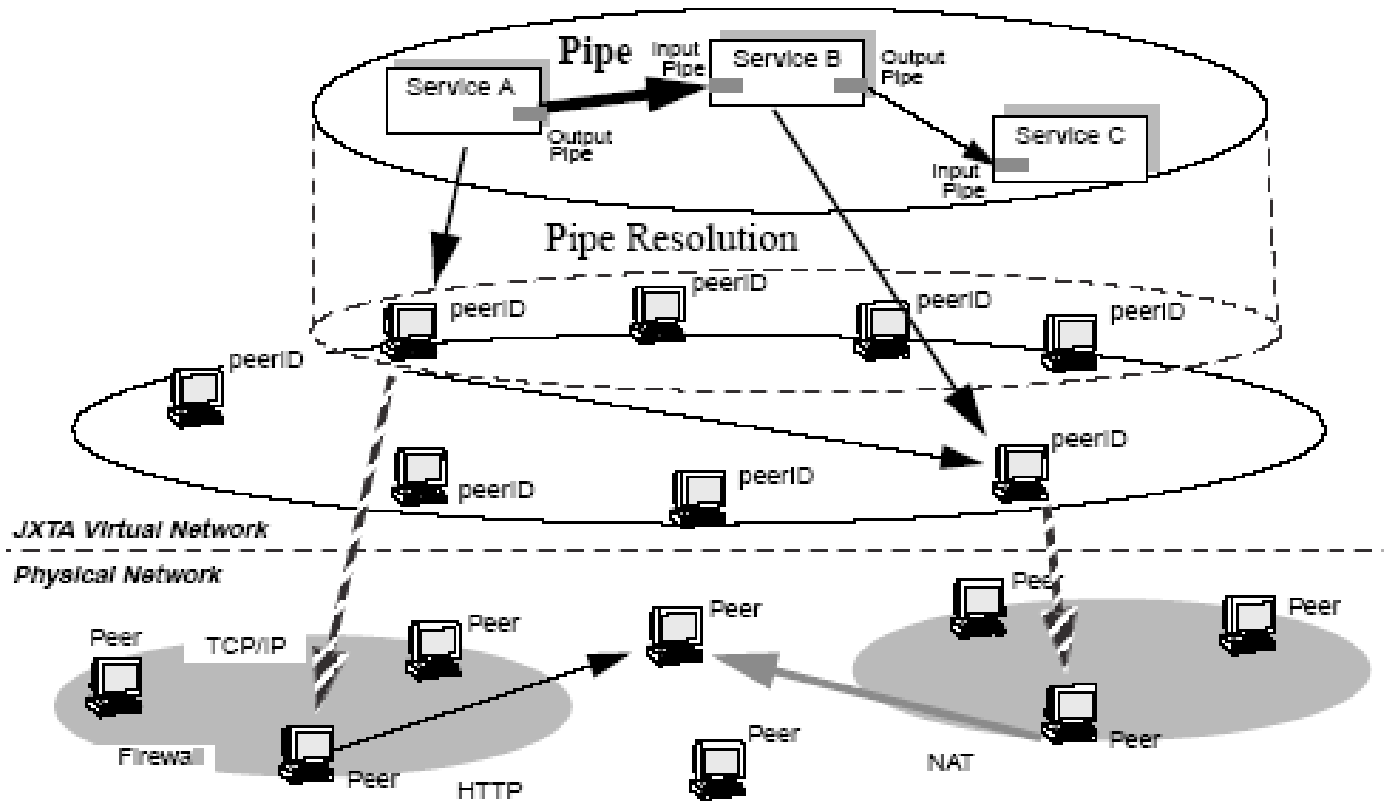 Pipe
Input
Pipe
Service B
Output
Pipe
Service A
Output
Pipe
Service C
Input
Pipe
Pipe Resolution
peerID
peerID
peerID
peerID
peerID
peerID
peerID
peerID
JXTA Virtual Network
Physical Network
Peer
TCP/IP
Peer
Peer
Peer
Peer
Firewall
Peer
HTTP
Peer
NAT
Peer